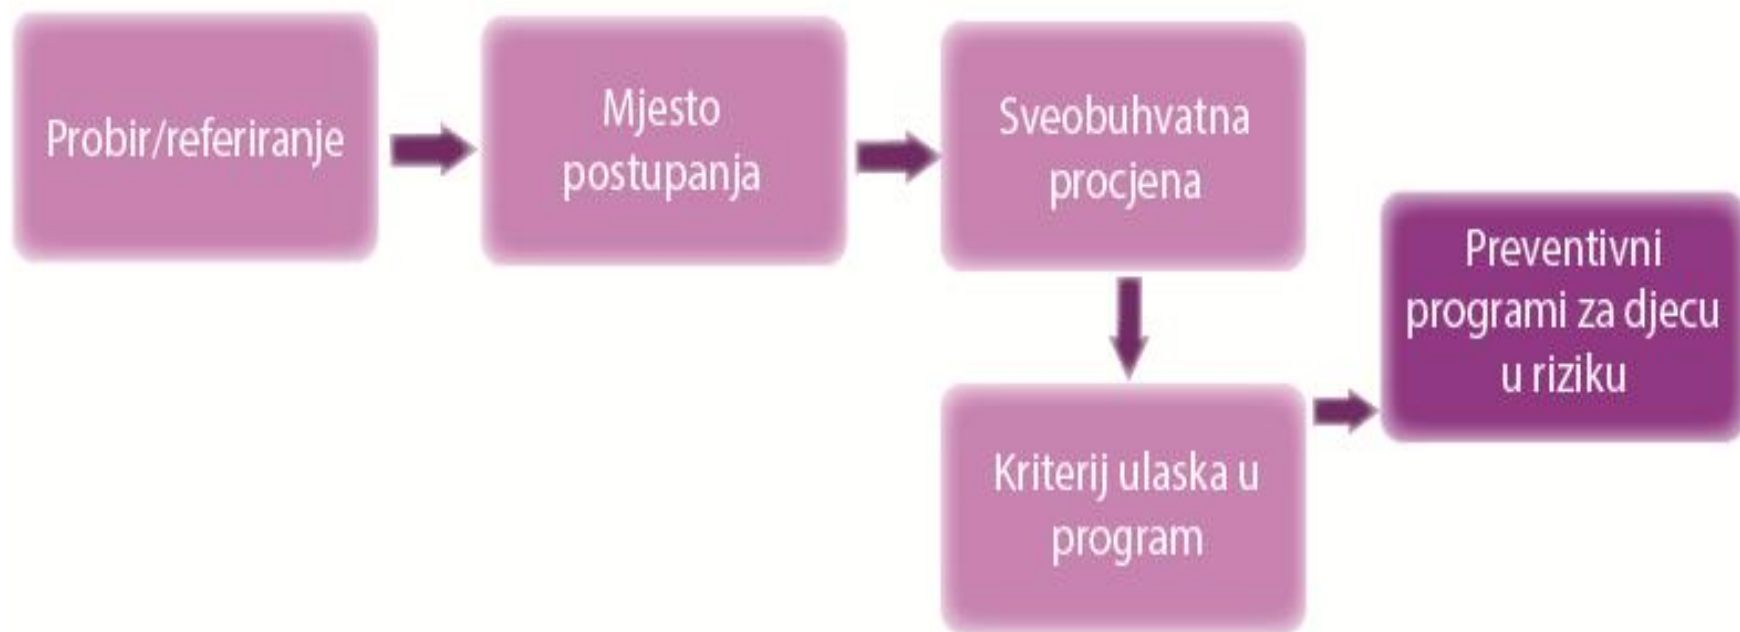 Probir/referiranje
Mjesto
postupanja
Sveobuhvatna
procjena
Kriterij ulaska u
program
Preventivni
programi za djecu
u riziku